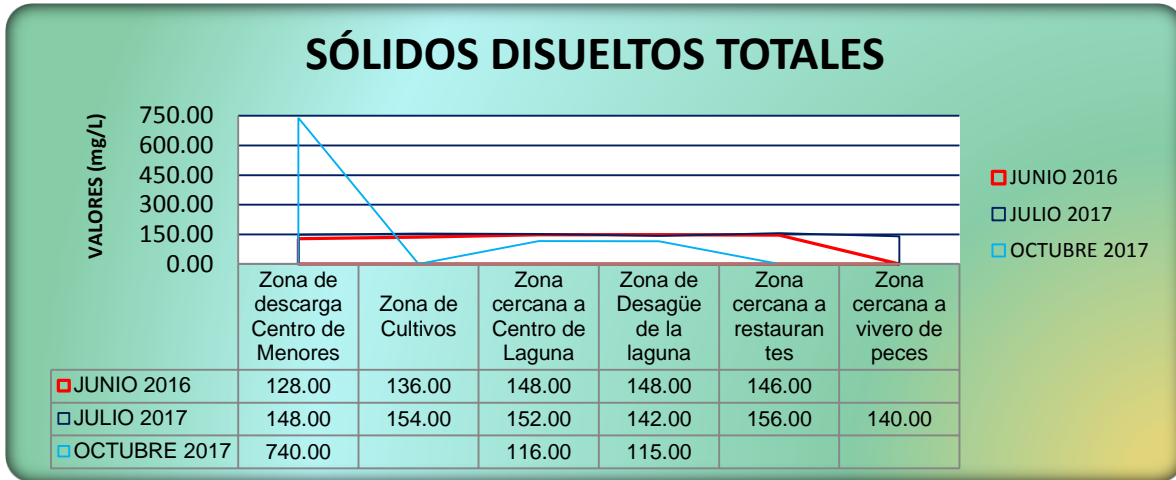 SÓLIDOS DISUELTOS TOTALES
VALORES (mg/L)
750.00
600.00
450.00
300.00
150.00
0.00
JUNIO 2016
JULIO 2017
OCTUBRE 2017
Zona de
descarga
Centro de
Menores
Zona de
Cultivos
Zona
cercana a
Centro de
Laguna
Zona de
Desagüe
de la
laguna
Zona
cercana a
restauran
tes
Zona
cercana a
vivero de
peces
JUNIO 2016 128.00 136.00 148.00 148.00 146.00
JULIO 2017 148.00 154.00 152.00 142.00 156.00 140.00
OCTUBRE 2017 740.00 116.00 115.00